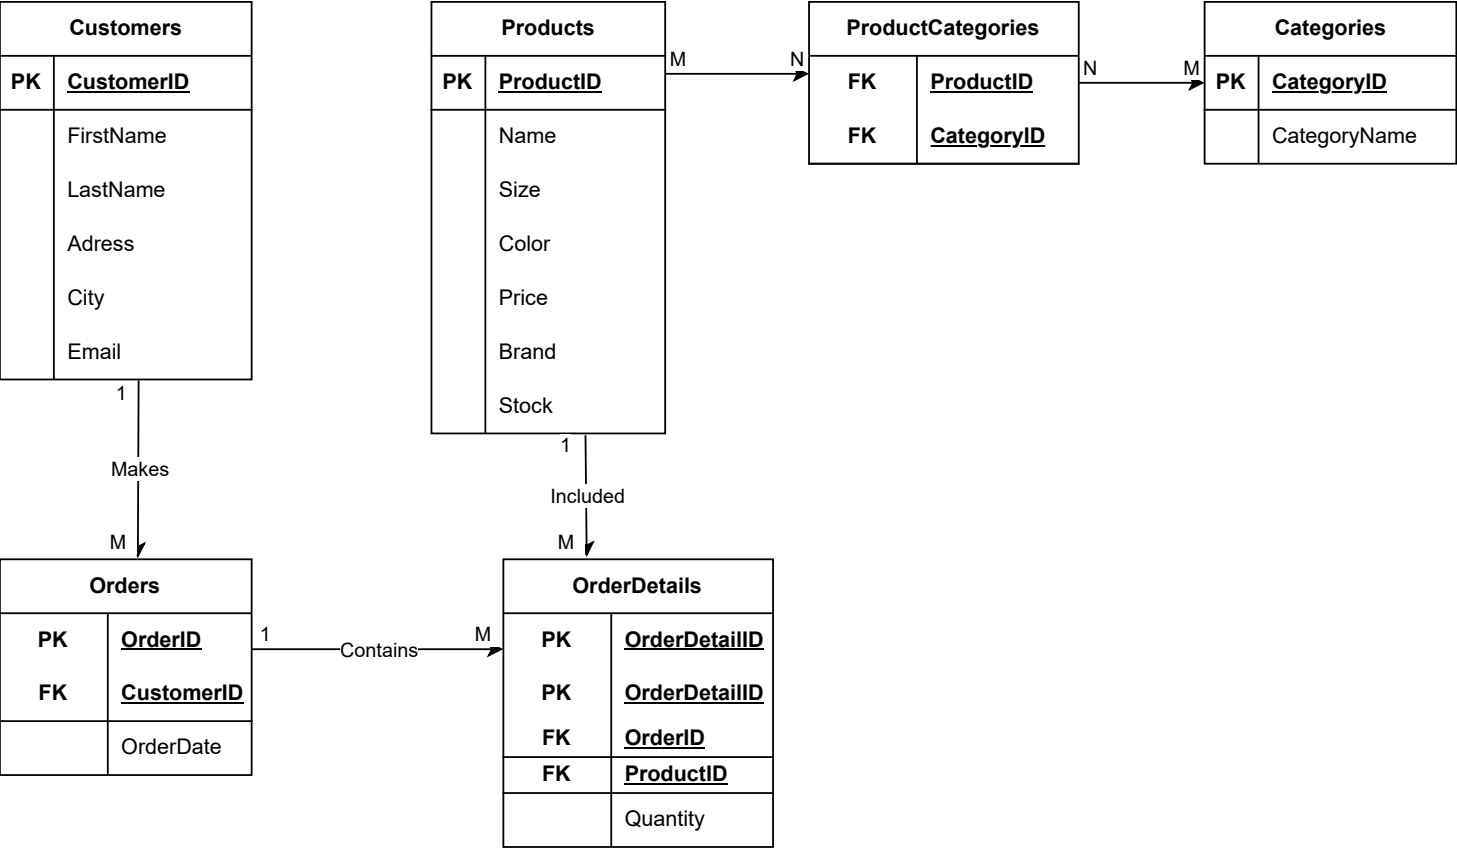 Customers
PK CustomerID
FirstName
LastName
Adress
City
Email
Products
PK ProductID
Name
Size
Color
Price
Brand
Stock
ProductCategories
FK ProductID
FK CategoryID
Categories
PK CategoryID
CategoryName
M N
N M
1
Makes
M
1
Included
M
Orders
PK OrderID
FK CustomerID
OrderDate
1 Contains M
OrderDetails
PK OrderDetailID
PK OrderDetailID
FK OrderID
FK ProductID
Quantity